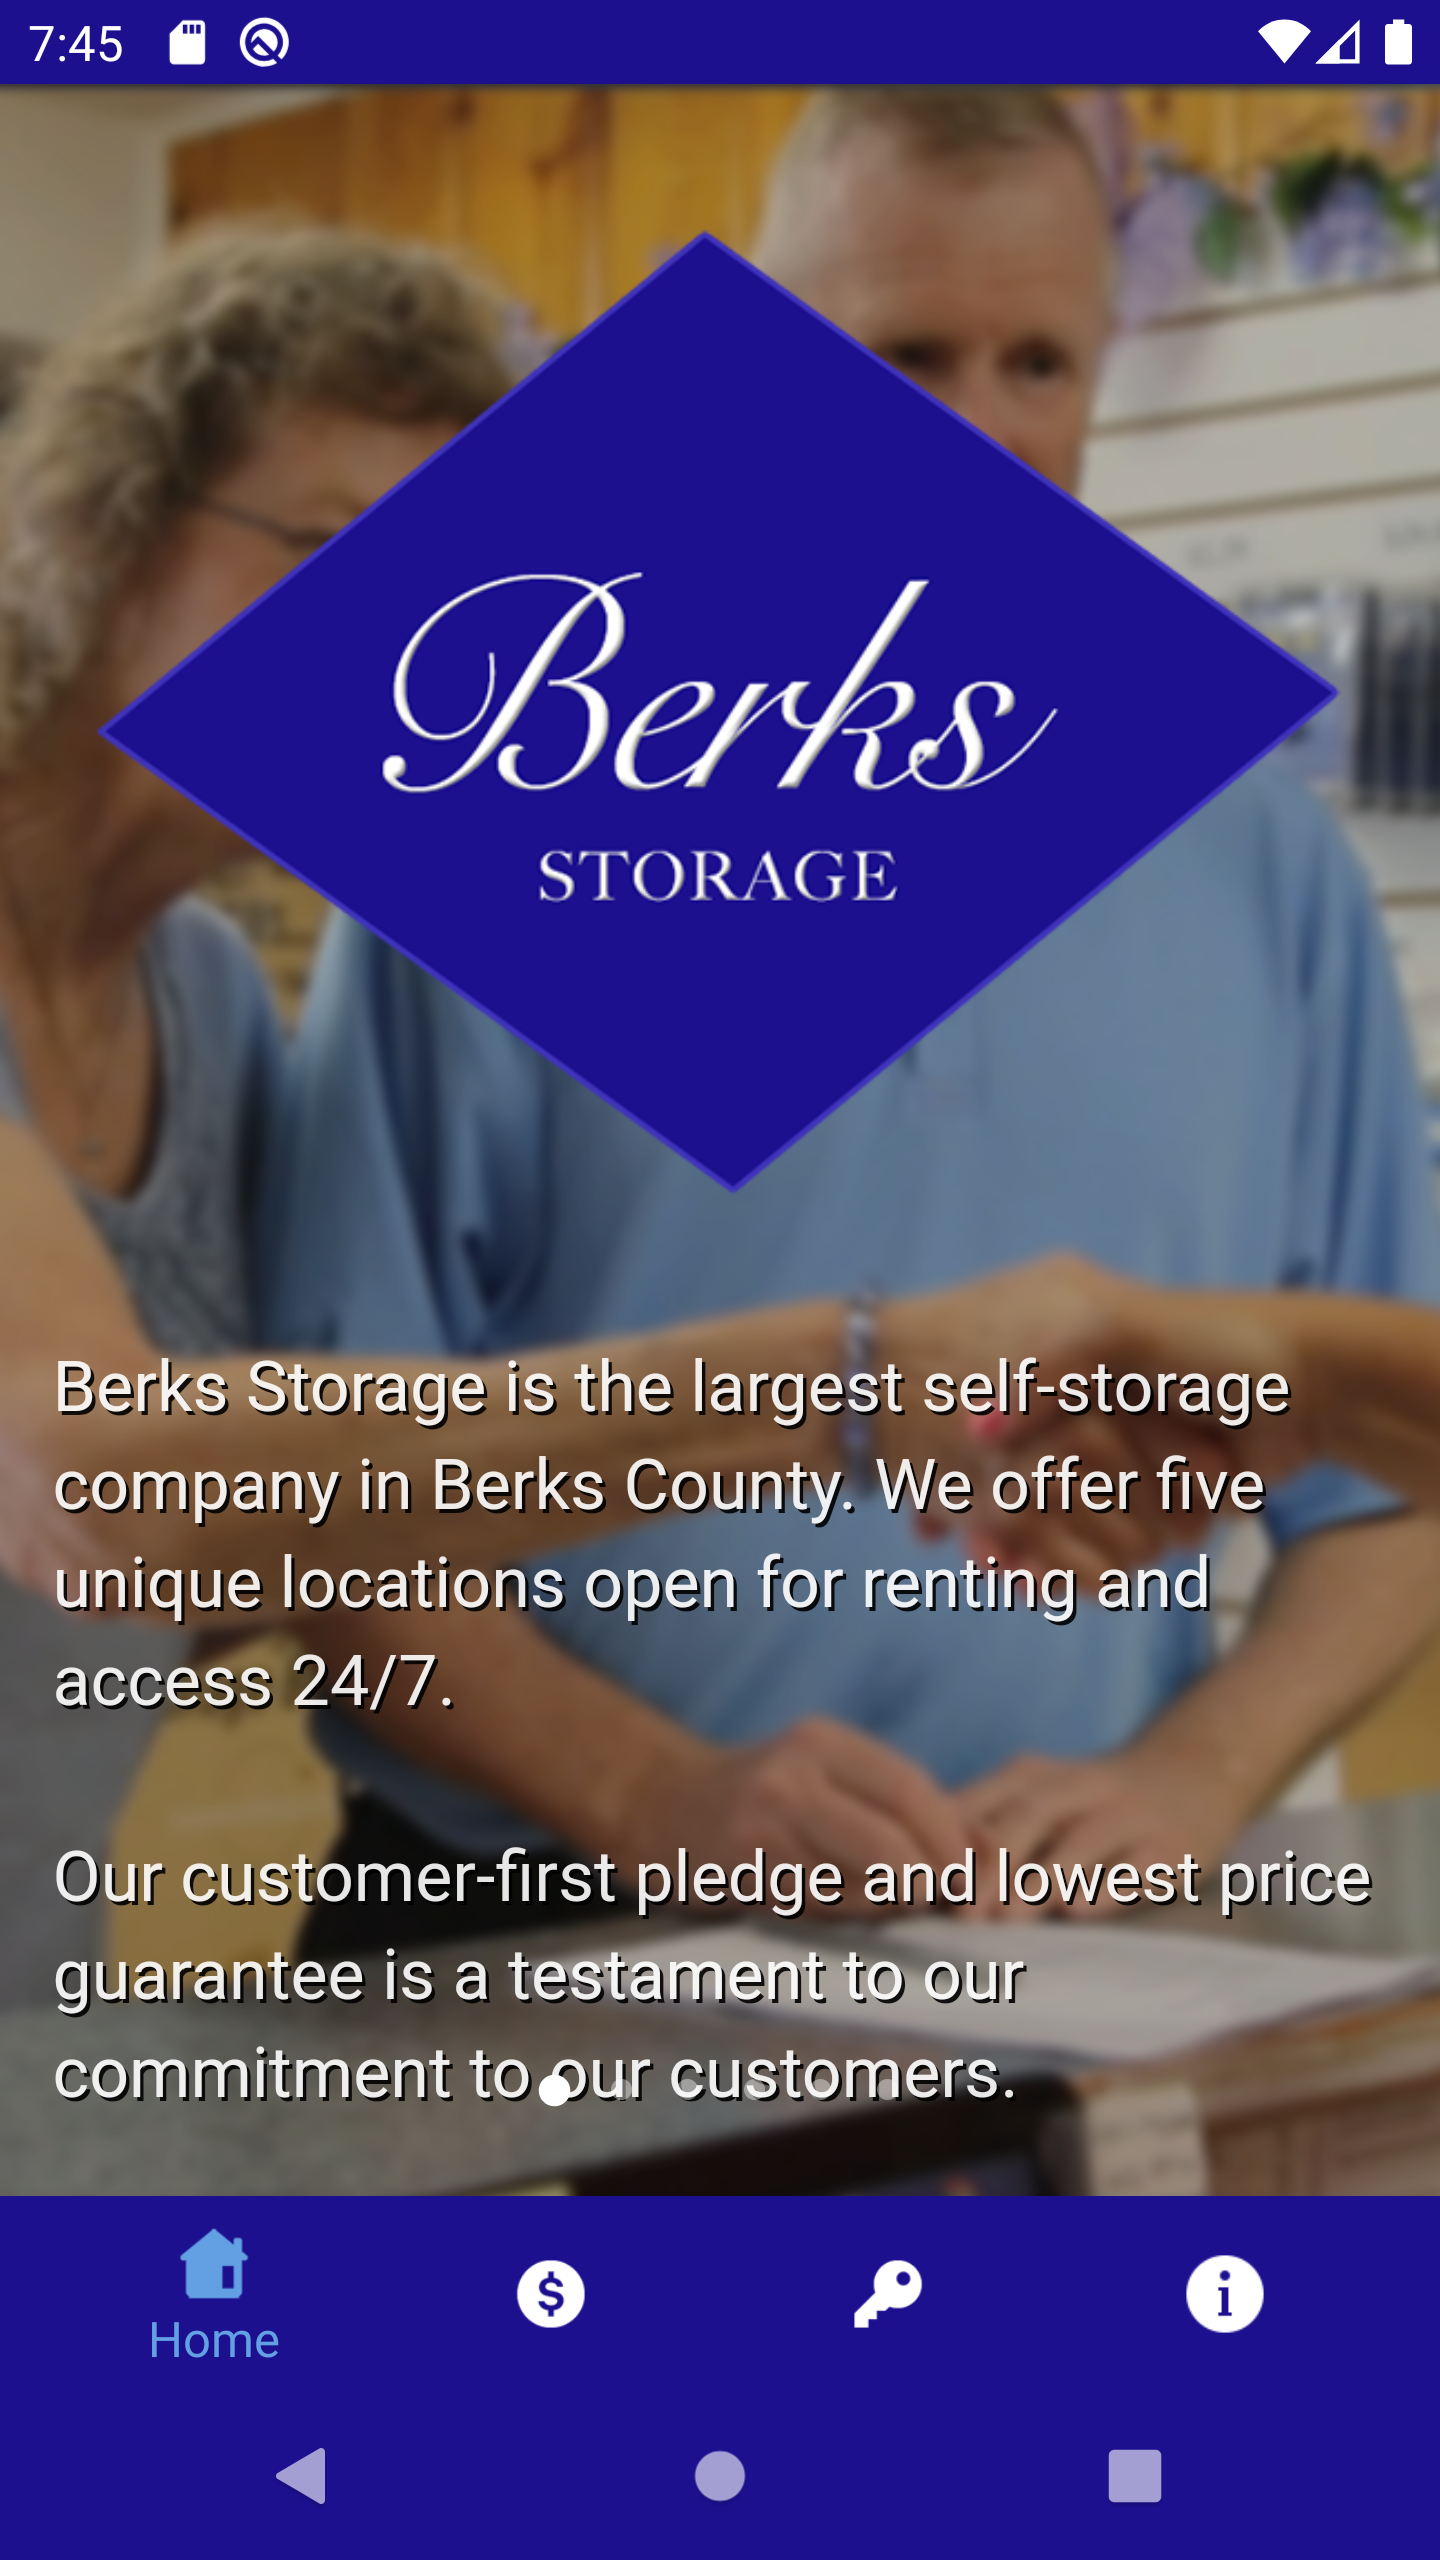 7:45
Berks
STORAGE
Berks Storage is the largest self-storage
company in Berks County. We offer five
unique locations open for renting and
access 24/7.
Our customer-first pledge and lowest price
guarantee is a testament to our
commitment to our customers.
Home